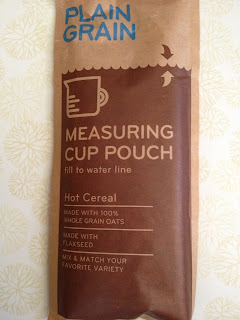 PLAIN
GRAIN
MEASURING
CUP POUCH
fill to water line
Hot Cereal
MADE WITH 100%
WHOLE GRAIN OATS
MADE WITH
FLAXSEED
MIX & MATCH YOUR
FAVORITE VARIETY